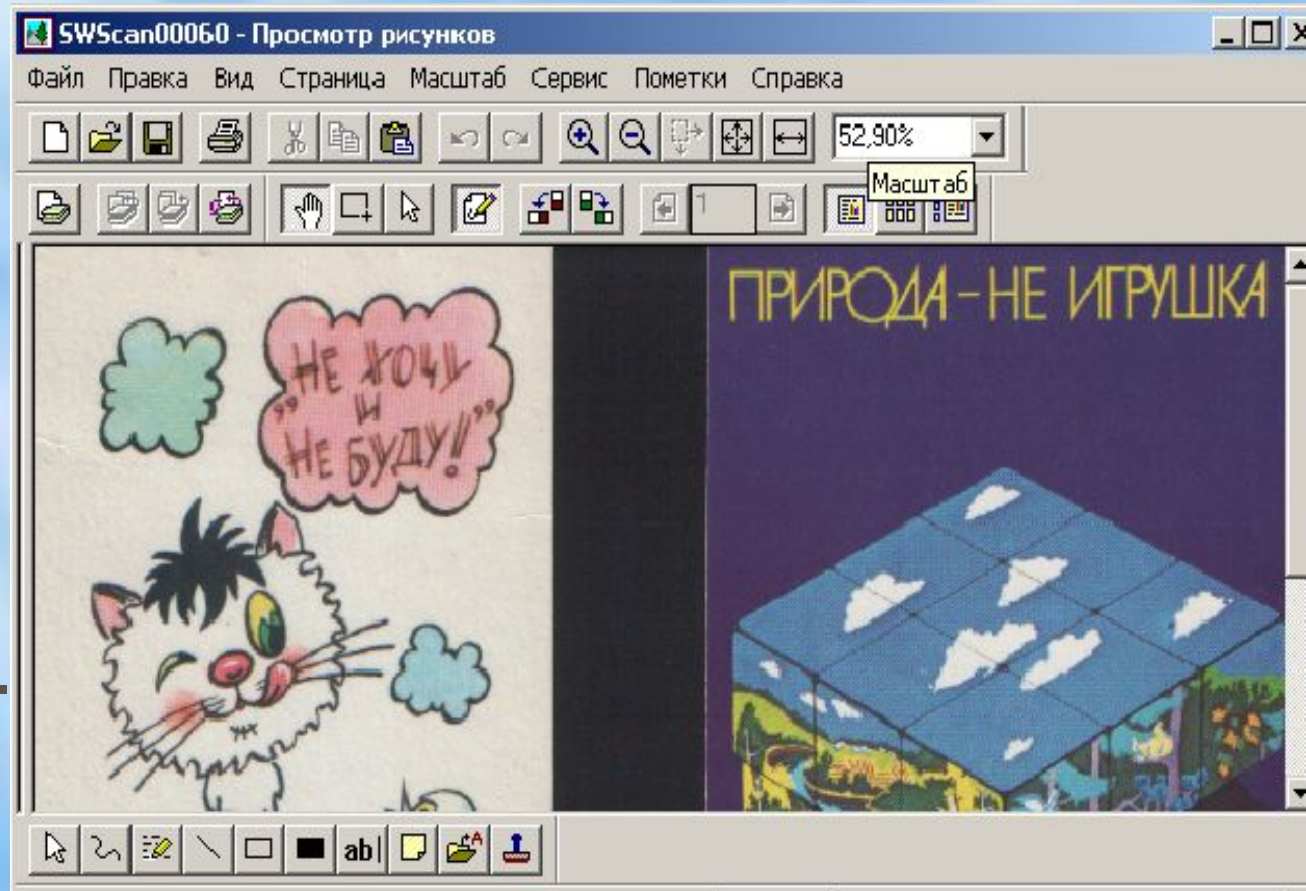 SWScan00060 - Просмотр рисунков
Файл Правка Вид Страница Масштаб Сервис Пометки Справка
52,90%
Масштаб
1
НЕ ХОЧУ
„ И ”
НЕ БУДУ!
ПРИРОДА - НЕ ИГРУШКА
ab|
A